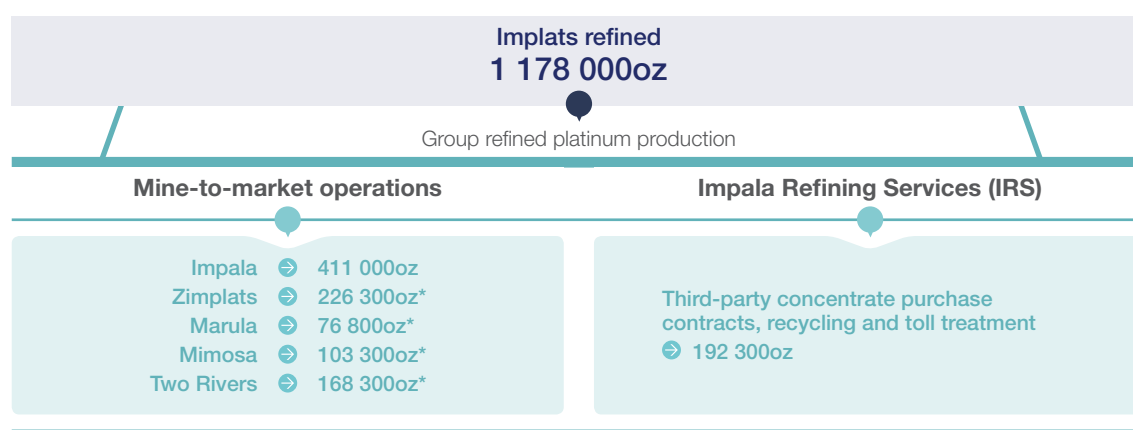 Implats refined
1 178 000oz
Group refined platinum production
Mine-to-market operations
Impala 411 000oz
Zimplats 226 300oz*
Marula 76 800oz*
Mimosa 103 300oz*
Two Rivers 168 300oz*
Impala Refining Services (IRS)
Third-party concentrate purchase
contracts, recycling and toll treatment
192 300oz